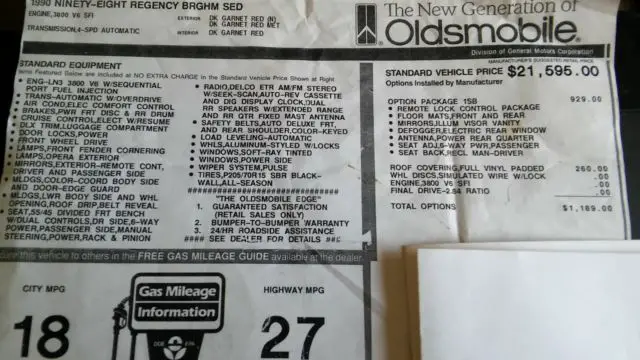 1990 NINETY-EIGHT REGENCY BRGHM SED
ENGINE,3800 V6 SFI
TRANSMISSION,4-SPD AUTOMATIC
EXTERIOR DK GARNET RED (N)
DK GARNET RED MET
INTERIOR DK GARNET RED
The New Generation of
Oldsmobile
Division of General Motors Corporation
STANDARD EQUIPMENT
Items Featured Below are Included at NO EXTRA CHARGE in the Standard Vehicle Price Shown at Right
• ENG-LN3 3800 V6 W/SEQUENTIAL
PORT FUEL INJECTION
• TRANS-AUTOMATIC W/OVERDRIVE
• AIR COND,ELEC COMFORT CONTROL
• BRAKES,PWR FRT DISC & RR DRUM
• CRUISE CONTROL,ELECT W/RESUME
• DLX TRIM,LUGGAGE COMPARTMENT
• DOOR LOCKS,POWER
• FRONT WHEEL DRIVE
• LAMPS,FRONT FENDER CORNERING
• LAMPS,OPERA EXTERIOR
• MIRRORS,EXTERIOR-REMOTE CONT,
DRIVER AND PASSENGER SIDE
• MLDGS,COLOR-COORD BODY SIDE
AND DOOR-EDGE GUARD
• MLDGS,LWR BODY SIDE AND WHL
OPENING,ROOF DRIP,BELT REVEAL
• SEAT,55/45 DIVIDED FRT BENCH
W/DUAL CONTROLS,DR SIDE,6-WAY
POWER,PASSENGER SIDE,MANUAL
STEERING,POWER,RACK & PINION
• RADIO,DELCO ETR AM/FM STEREO
W/SEEK-SCAN,AUTO-REV CASSETTE
AND DIG DISPLAY CLOCK,DUAL
RR SPEAKERS W/EXTENDED RANGE
AND RR QTR FIXED MAST ANTENNA
• SAFETY BELTS,AUTO DELUXE FRT,
AND REAR SHOULDER,COLOR-KEYED
• LOAD LEVELING-AUTOMATIC
• WHLS,ALUMINUM-STYLED W/LOCKS
• WINDOWS,SOFT-RAY TINTED
• WINDOWS,POWER SIDE
• WIPER SYSTEM,PULSE
• TIRES,P205/70R15 SBR BLACK-
WALL,ALL-SEASON
"THE OLDSMOBILE EDGE"
1. GUARANTEED SATISFACTION
(RETAIL SALES ONLY)
2. BUMPER-TO-BUMPER WARRANTY
3. 24/HR ROADSIDE ASSISTANCE
#### SEE DEALER FOR DETAILS ###
MANUFACTURER'S SUGGESTED RETAIL PRICE
STANDARD VEHICLE PRICE $21,595.00
Options Installed by Manufacturer
OPTION PACKAGE 1SB 929.00
• REMOTE LOCK CONTROL PACKAGE
• FLOOR MATS,FRONT AND REAR
• MIRRORS,ILLUM VISOR VANITY
• DEFOGGER,ELECTRIC REAR WINDOW
• ANTENNA,POWER REAR QUARTER
• SEAT ADJ,6-WAY PWR,PASSENGER
• SEAT BACK,RECL MAN-DRIVER
ROOF COVERING,FULL VINYL PADDED 260.00
WHL DISCS,SIMULATED WIRE W/LOCK .00
ENGINE,3800 V6 SFI .00
FINAL DRIVE-2.84 RATIO .00
TOTAL OPTIONS $1,189.00
this vehicle to others in the FREE GAS MILEAGE GUIDE available at the dealer.
CITY MPG
18
Gas Mileage
Information
DOE EPA
HIGHWAY MPG
27